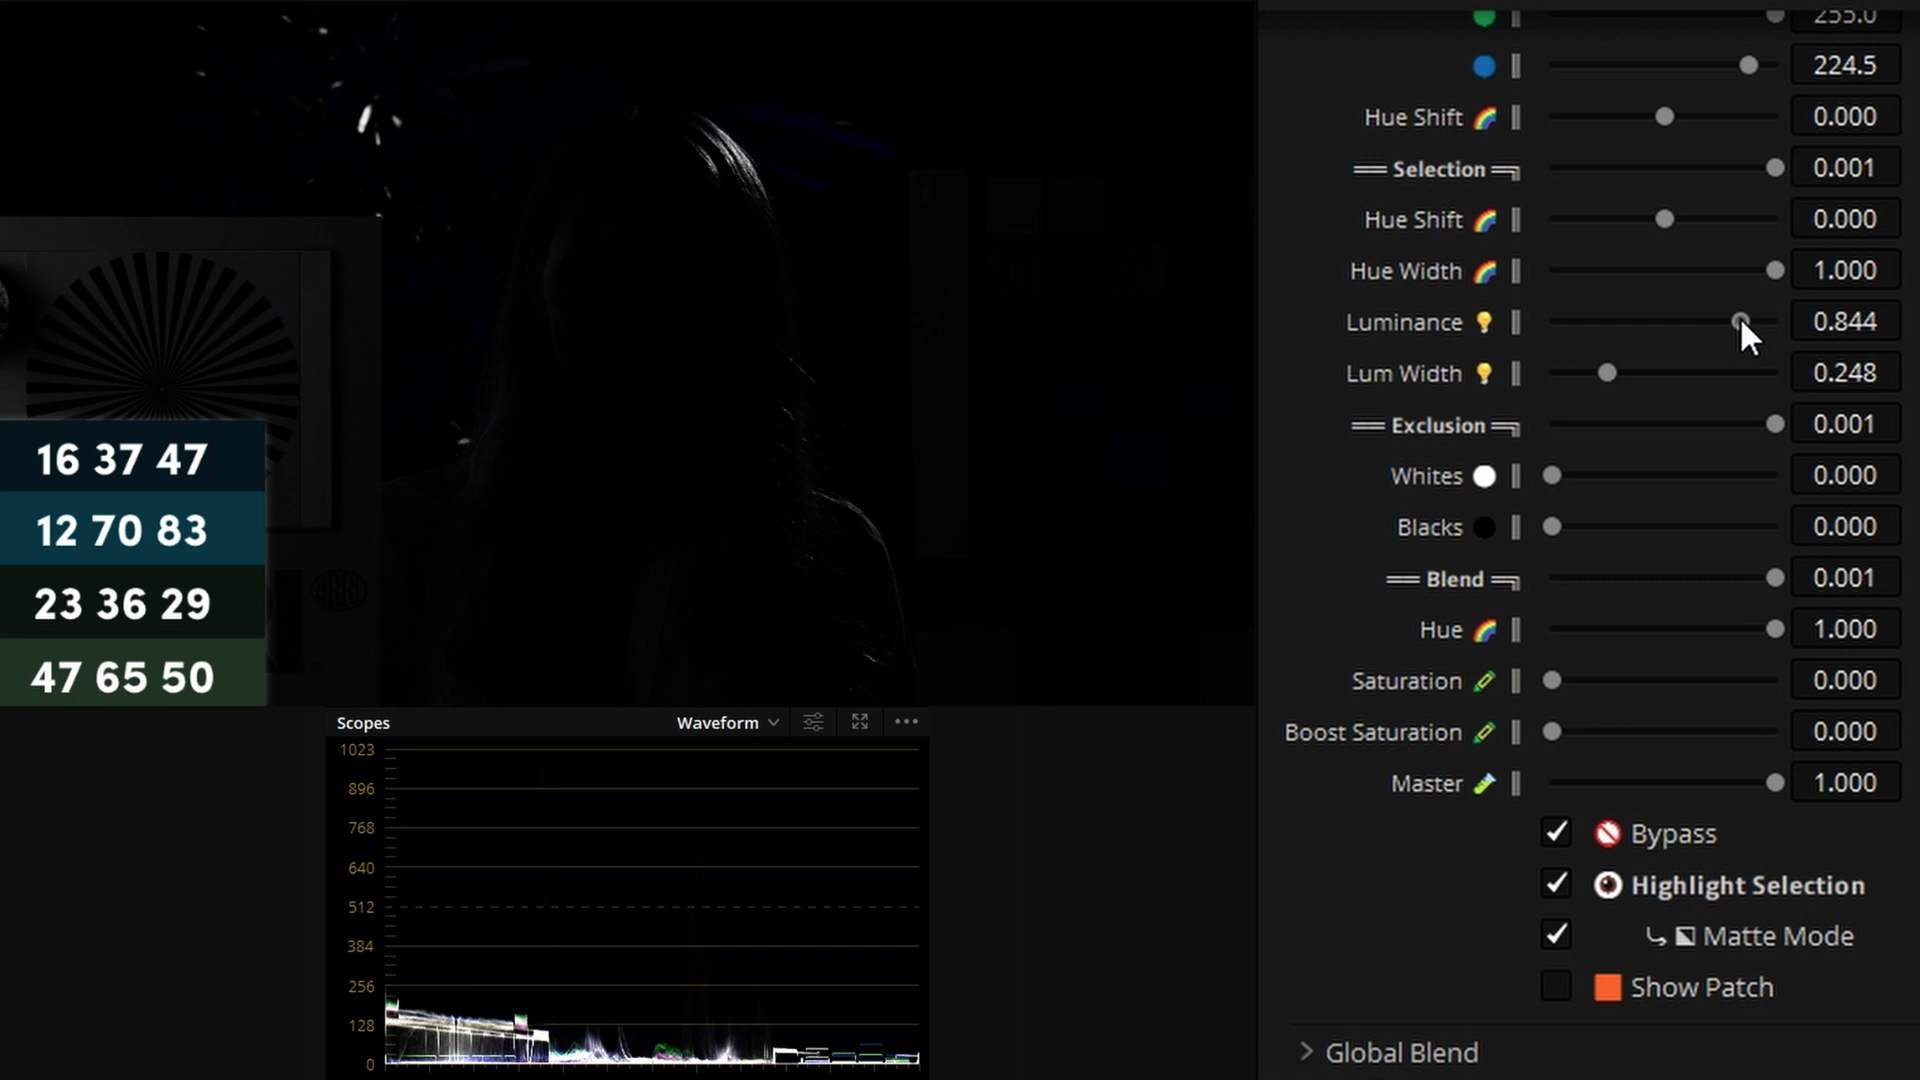 255.0
224.5
Hue Shift 0.000
Selection 0.001
Hue Shift 0.000
Hue Width 1.000
Luminance 0.844
Lum Width 0.248
Exclusion 0.001
Whites 0.000
Blacks 0.000
Blend 0.001
Hue 1.000
Saturation 0.000
Boost Saturation 0.000
Master 1.000
Bypass
Highlight Selection
Matte Mode
Show Patch
Global Blend
16 37 47
12 70 83
23 36 29
47 65 50
ARRI
Scopes Waveform
1023
896
768
640
512
384
256
128
0